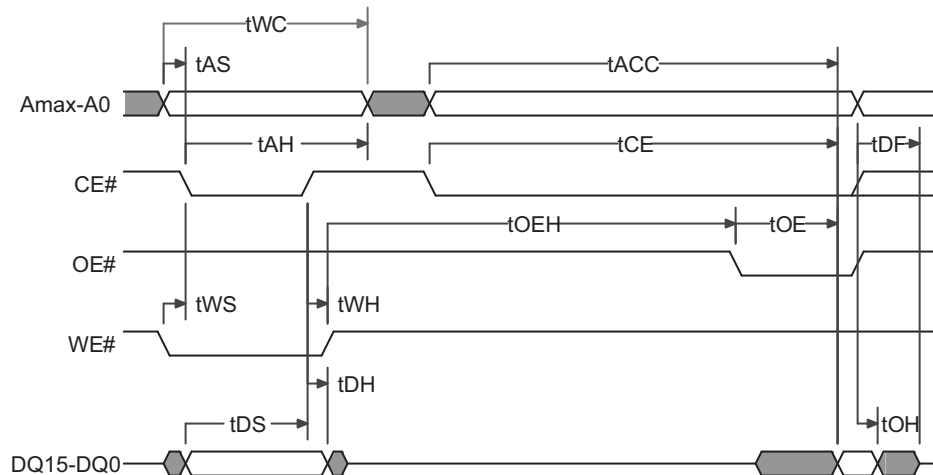 tWC
tAS
tACC
Amax-A0
tAH
tCE
tDF
CE#
tOEH
tOE
OE#
tWS
tWH
WE#
tDH
tDS
tOH
DQ15-DQ0